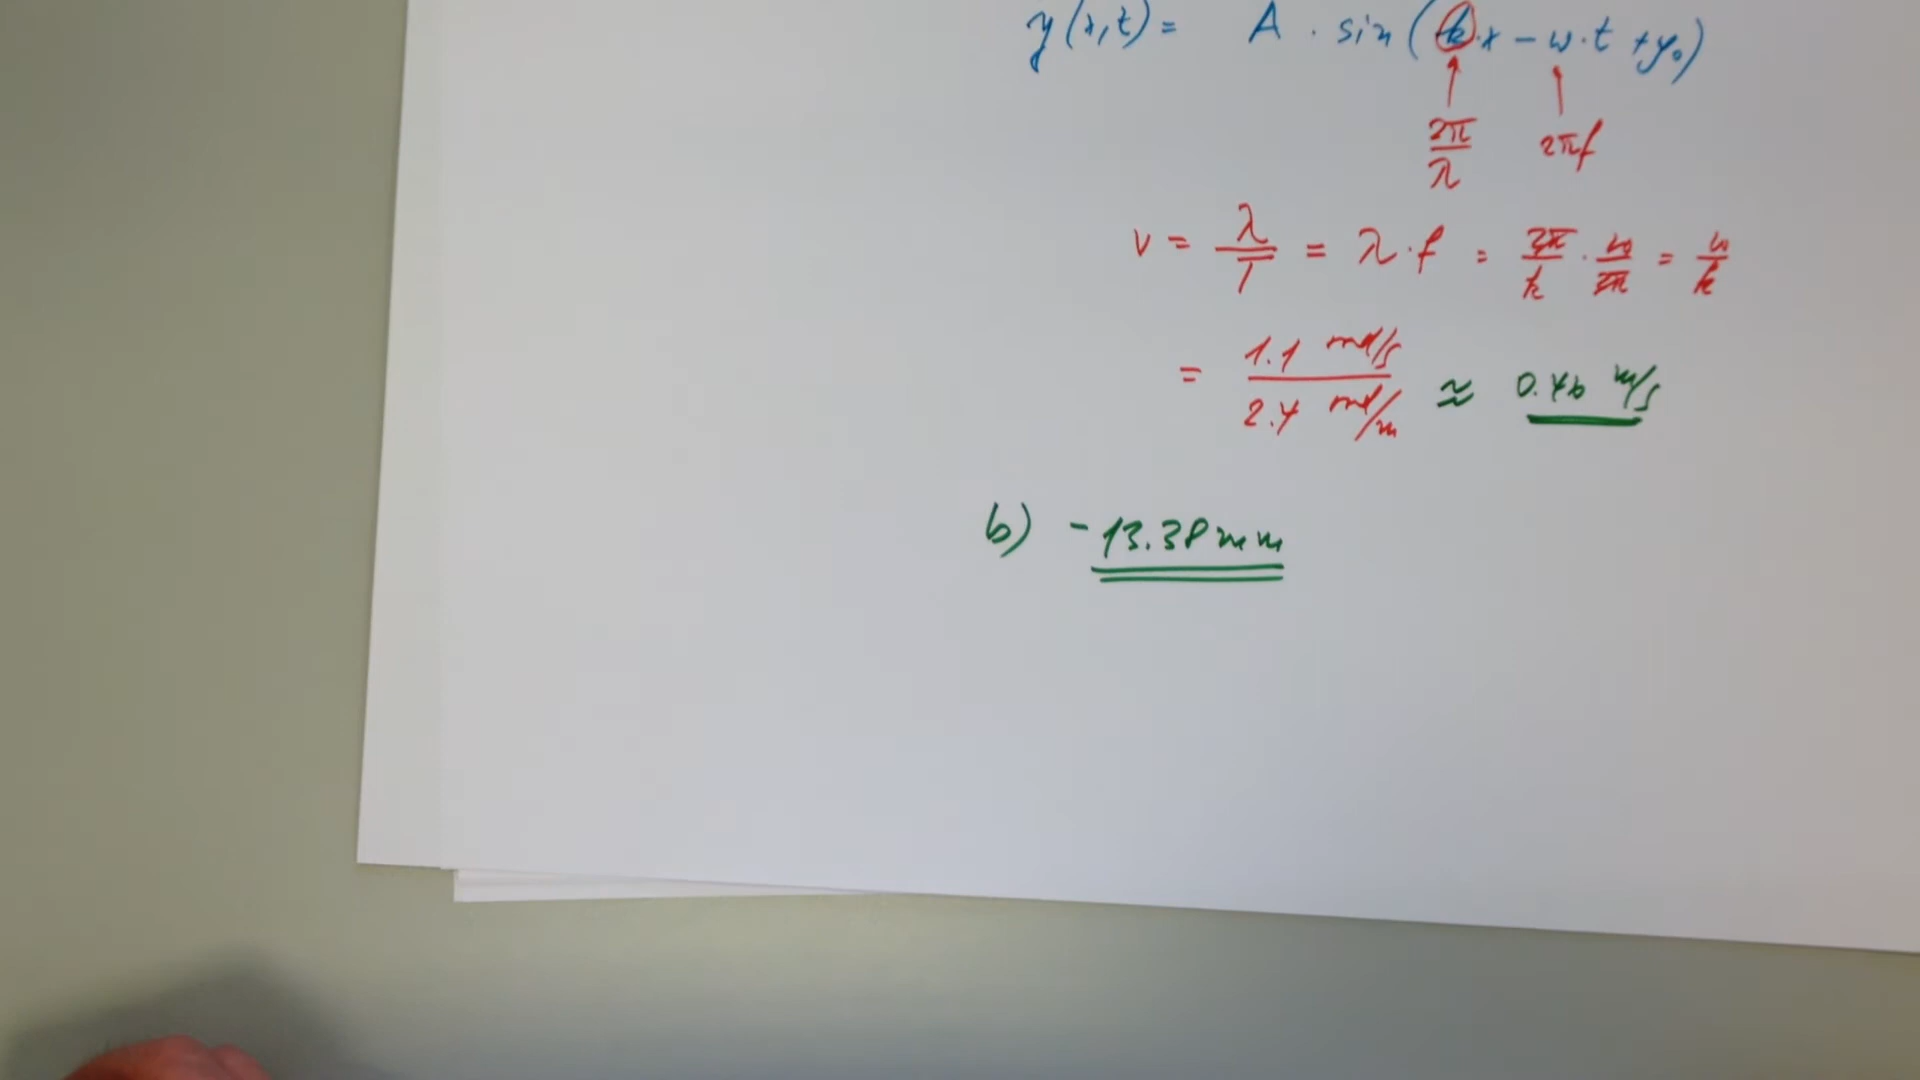 y(x,t) = A · sin(k·x − ω·t + φ₀)
2π/λ 2πf
v = λ/T = λ·f = 2π/k · ω/2π = ω/k
= 1.1 rad/s / 2.4 rad/m ≈ 0.46 m/s
b) -13.38 mm